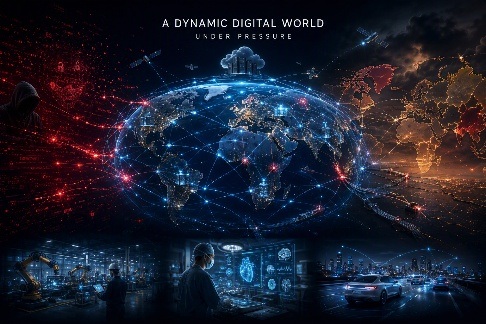 A DYNAMIC DIGITAL WORLD
UNDER PRESSURE